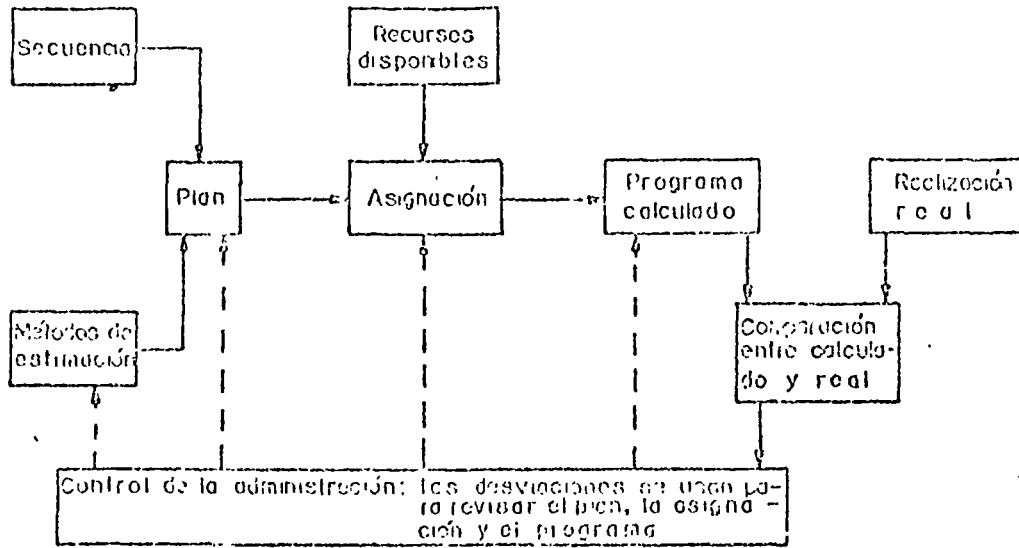 Secuencia
Recursos
disponibles
Plan
Asignación
Programa
calculado
Realización
real
Métodos de
estimación
Comparación
entre calcula-
do y real
Control de la administración: las desviaciones se usan pa-
ra revisar el plan, la asigna-
ción y el programa